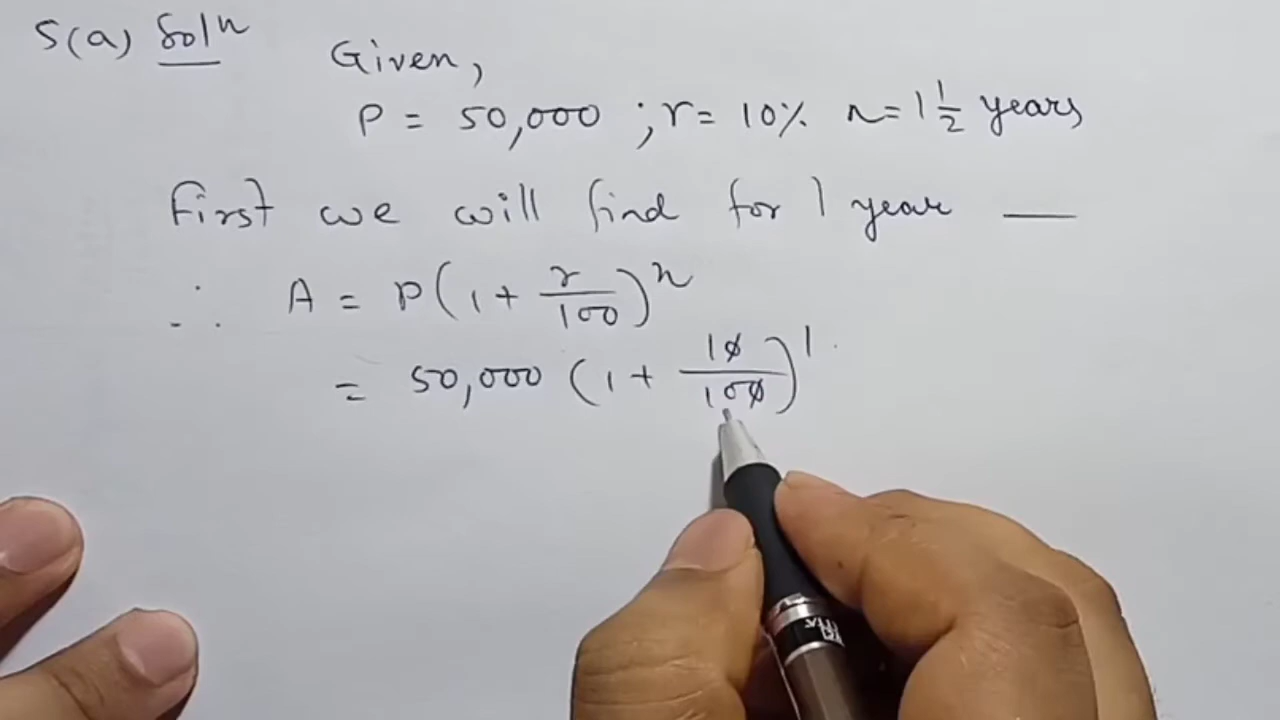 5(a) Soln Given,
P = 50,000 ; r = 10% n = 1 1/2 years
First we will find for 1 year —
∴ A = P(1 + r/100)^n
= 50,000 (1 + 10/100)^1